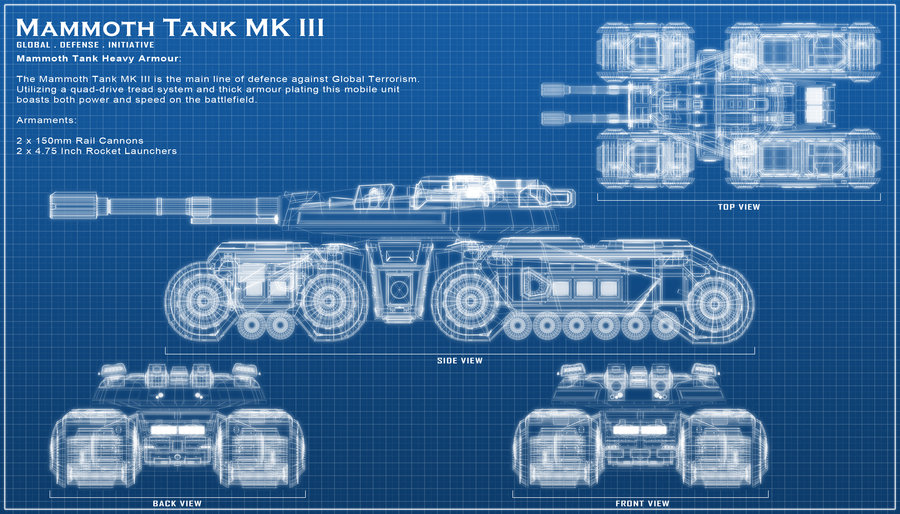 MAMMOTH TANK MK III
GLOBAL . DEFENSE . INITIATIVE
Mammoth Tank Heavy Armour:
The Mammoth Tank MK III is the main line of defence against Global Terrorism.
Utilizing a quad-drive tread system and thick armour plating this mobile unit
boasts both power and speed on the battlefield.
Armaments:
2 x 150mm Rail Cannons
2 x 4.75 Inch Rocket Launchers
TOP VIEW
SIDE VIEW
BACK VIEW
FRONT VIEW